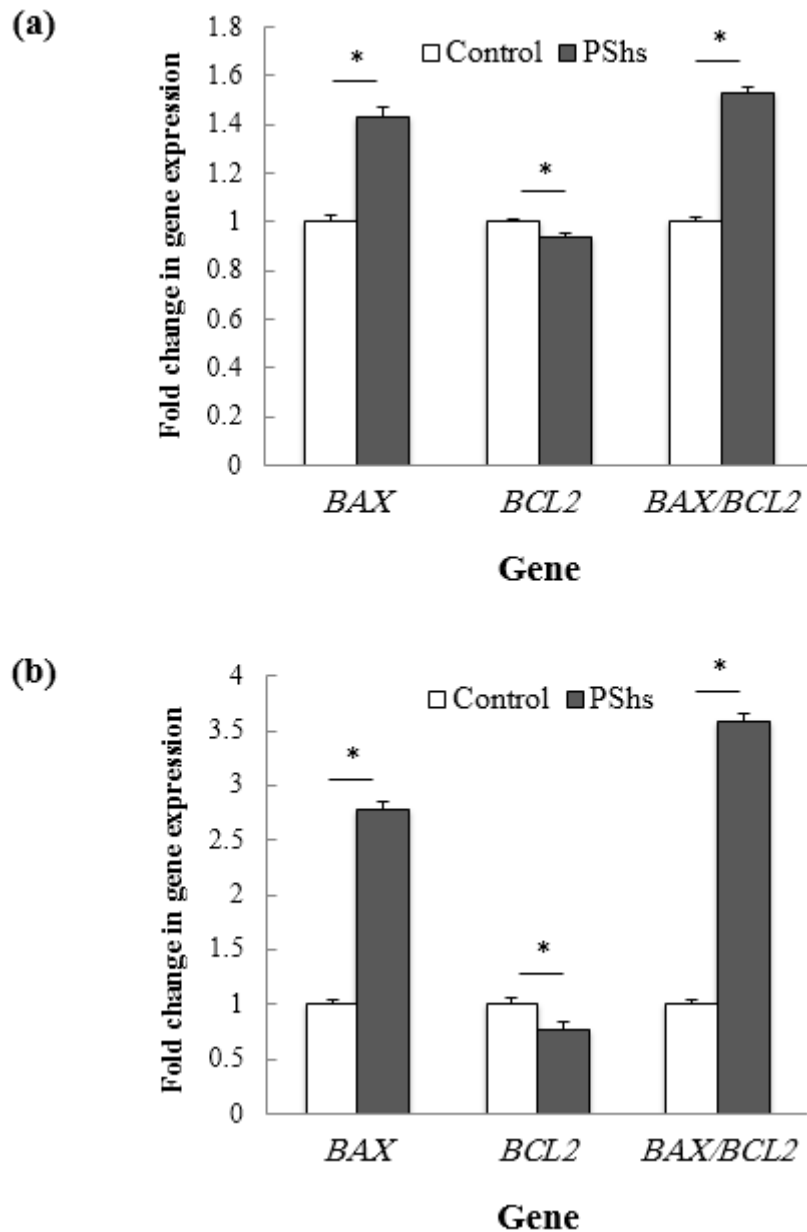 (a)
Fold change in gene expression
1.8
1.6
1.4
1.2
1
0.8
0.6
0.4
0.2
0
Control PShs
*
*
*
BAX BCL2 BAX/BCL2
Gene
(b)
Fold change in gene expression
4
3.5
3
2.5
2
1.5
1
0.5
0
Control PShs
*
*
*
BAX BCL2 BAX/BCL2
Gene